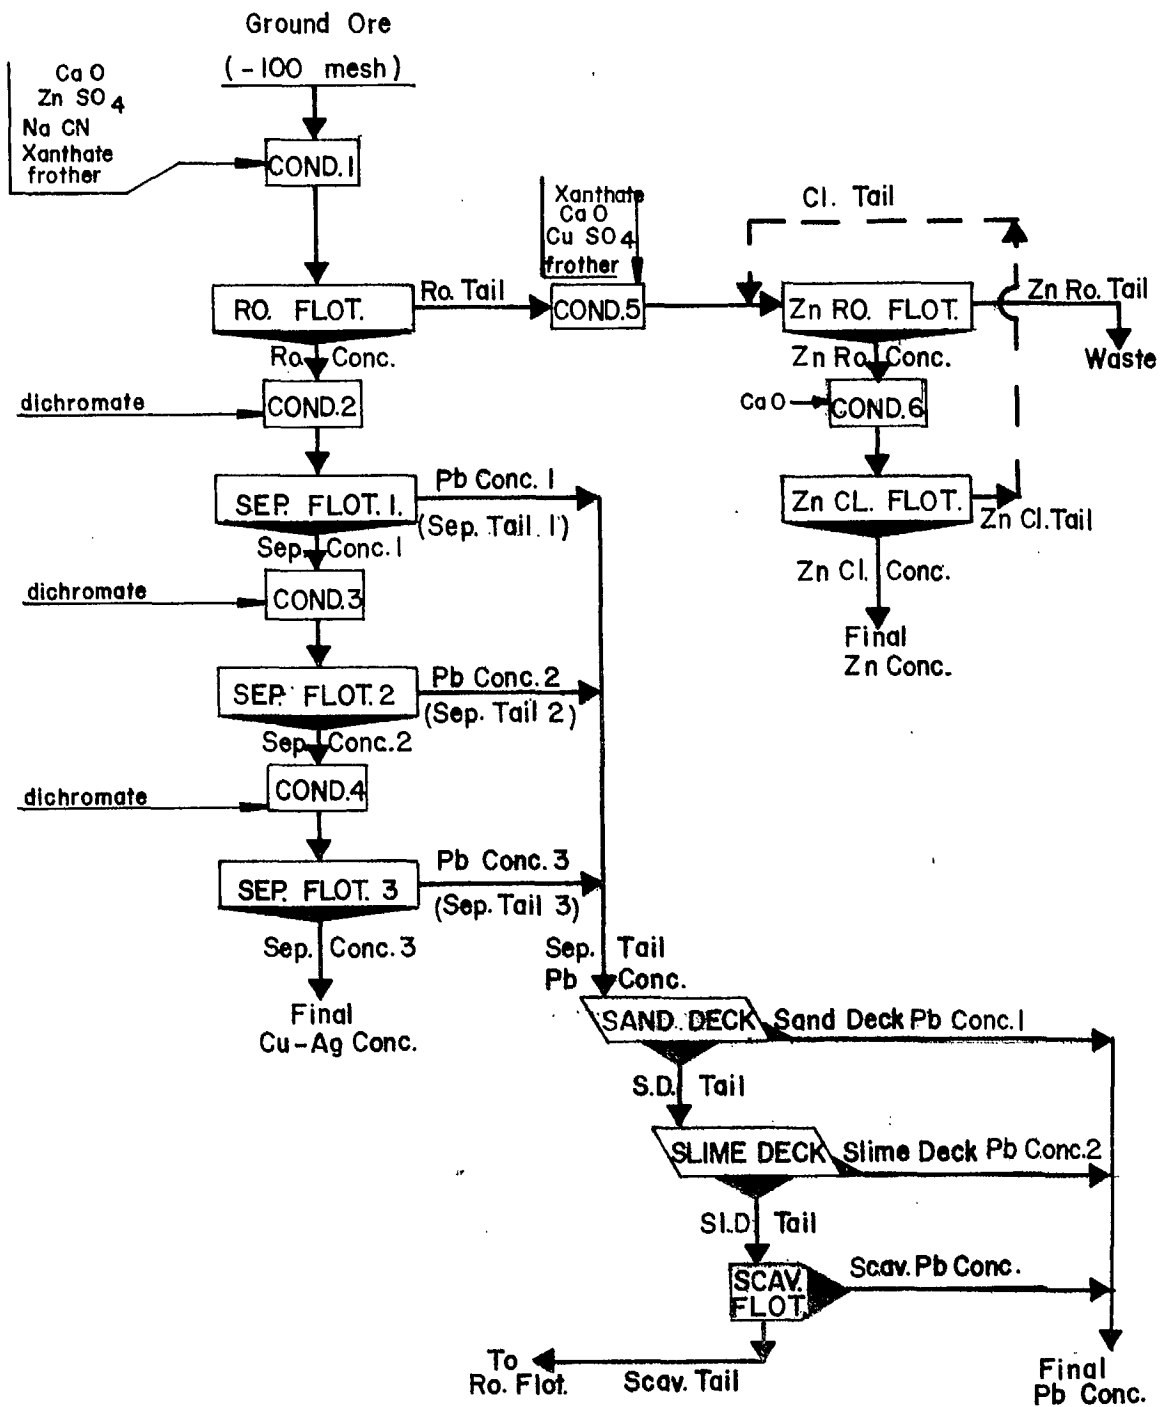 Ground Ore
(-100 mesh)
CaO
Zn SO4
Na CN
Xanthate
frother
COND.1
Xanthate
CaO
Cu SO4
frother
Cl. Tail
RO. FLOT.
Ro. Tail
COND.5
Zn RO. FLOT.
Zn Ro. Tail
Waste
Ro. Conc.
Zn Ro. Conc.
dichromate
COND.2
CaO
COND.6
SEP. FLOT. 1.
Pb Conc. 1
(Sep. Tail. 1)
Zn CL. FLOT.
Zn Cl. Tail
Sep. Conc. 1
Zn Cl. Conc.
dichromate
COND.3
Final
Zn Conc.
SEP. FLOT. 2
Pb Conc. 2
(Sep. Tail 2)
Sep. Conc. 2
dichromate
COND.4
SEP. FLOT. 3
Pb Conc. 3
(Sep. Tail 3)
Sep. Conc. 3
Sep. Tail
Pb Conc.
Final
Cu-Ag Conc.
SAND DECK
Sand Deck Pb Conc. 1
S.D. Tail
SLIME DECK
Slime Deck Pb Conc. 2
Sl.D. Tail
SCAV.
FLOT.
Scav. Pb Conc.
To
Ro. Flot.
Scav. Tail
Final
Pb Conc.